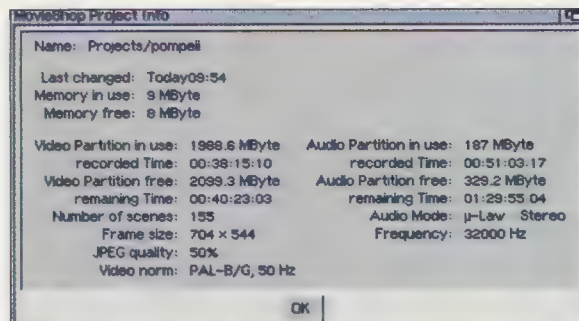 MovieShop Project Info
Name: Projects/pompeii
Last changed: Today09:54
Memory in use: 9 MByte
Memory free: 8 MByte
Video Partition in use: 1988.6 MByte
recorded Time: 00:38:15:10
Video Partition free: 2099.3 MByte
remaining Time: 00:40:23:03
Number of scenes: 155
Frame size: 704 × 544
JPEG quality: 50%
Video norm: PAL-B/G, 50 Hz
Audio Partition in use: 187 MByte
recorded Time: 00:51:03.17
Audio Partition free: 329.2 MByte
remaining Time: 01:29:55 04
Audio Mode: µ-Law Stereo
Frequency: 32000 Hz
OK